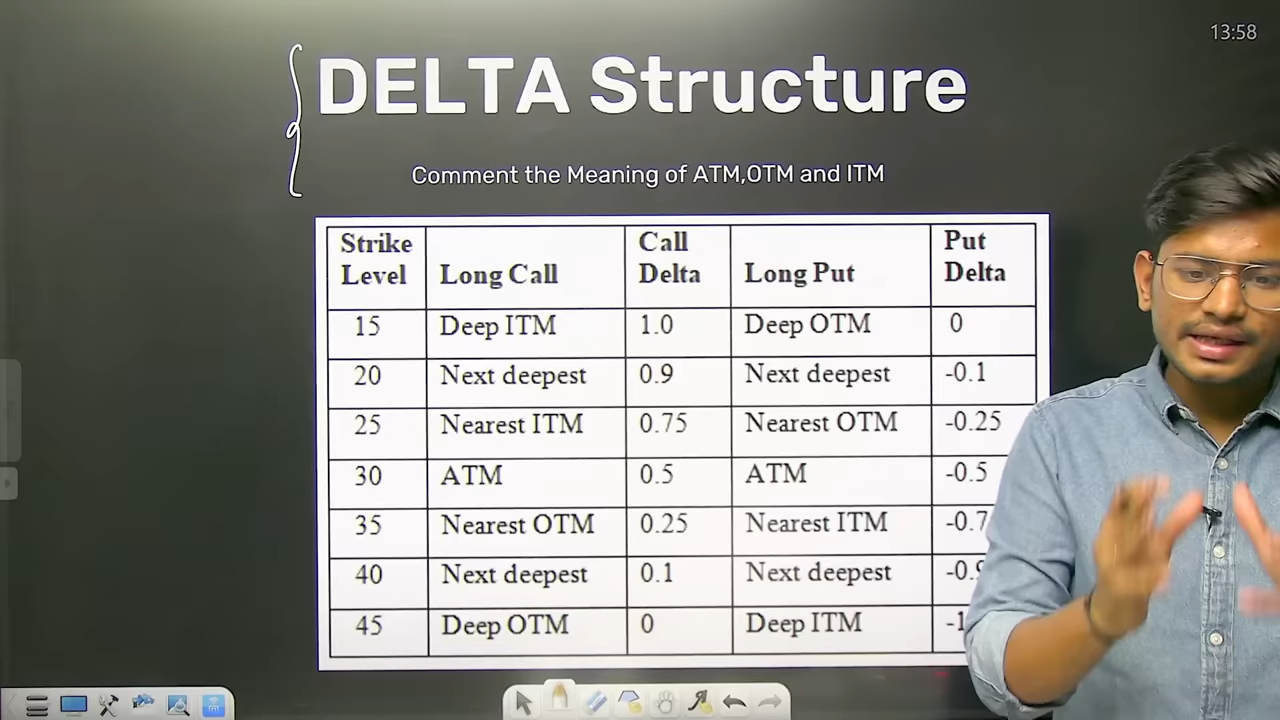 13:58
DELTA Structure
Comment the Meaning of ATM,OTM and ITM
Strike Level | Long Call | Call Delta | Long Put | Put Delta
15 | Deep ITM | 1.0 | Deep OTM | 0
20 | Next deepest | 0.9 | Next deepest | -0.1
25 | Nearest ITM | 0.75 | Nearest OTM | -0.25
30 | ATM | 0.5 | ATM | -0.5
35 | Nearest OTM | 0.25 | Nearest ITM
40 | Next deepest | 0.1 | Next deepest
45 | Deep OTM | 0 | Deep ITM